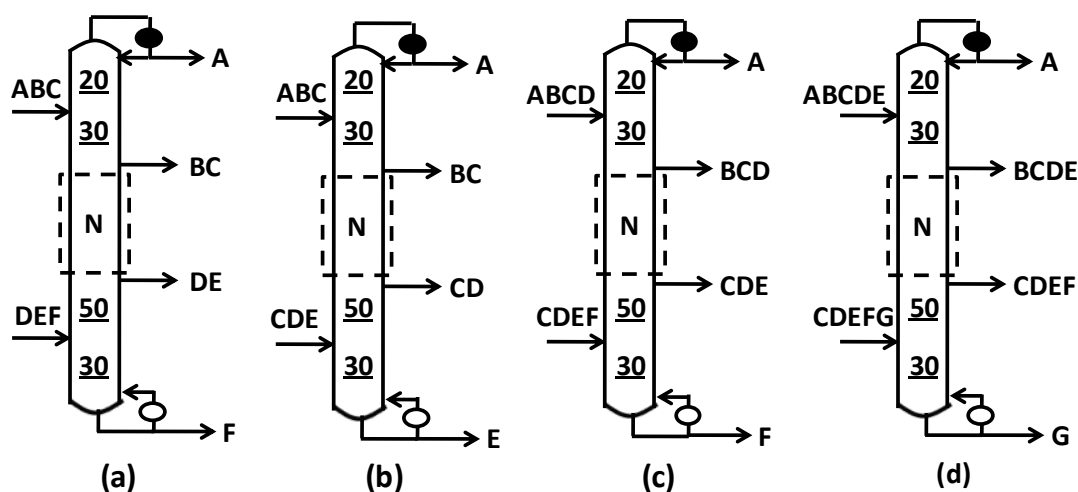 20
A
ABC
30
BC
N
DE
50
DEF
30
F
(a)
20
A
ABC
30
BC
N
CD
50
CDE
30
E
(b)
20
A
ABCD
30
BCD
N
CDE
50
CDEF
30
F
(c)
20
A
ABCDE
30
BCDE
N
CDEF
50
CDEFG
30
G
(d)